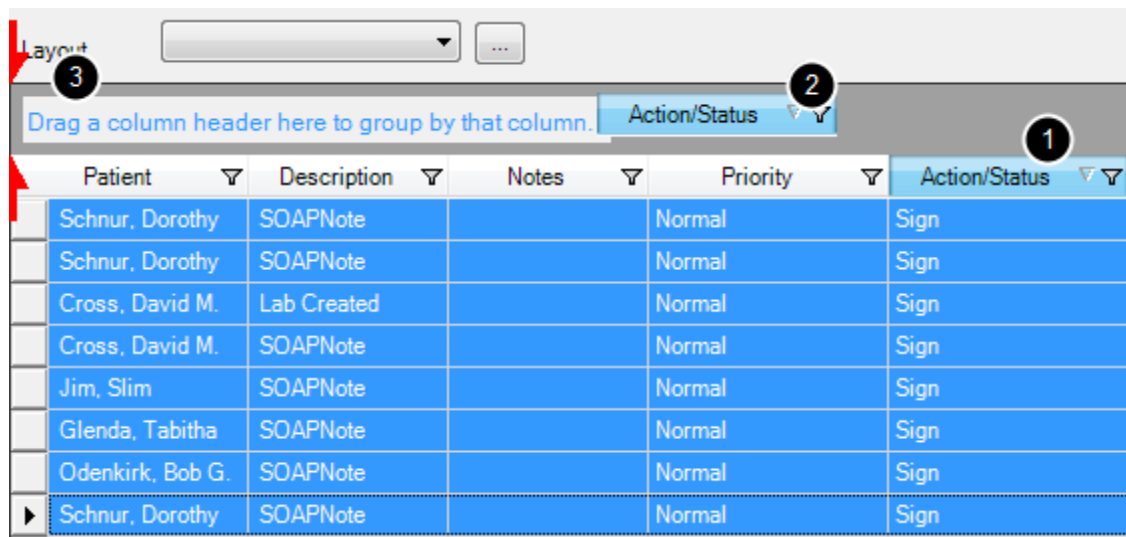 Layout
...
3
2
Drag a column header here to group by that column. Action/Status
1
Patient Description Notes Priority Action/Status
Schnur, Dorothy SOAPNote Normal Sign
Schnur, Dorothy SOAPNote Normal Sign
Cross, David M. Lab Created Normal Sign
Cross, David M. SOAPNote Normal Sign
Jim, Slim SOAPNote Normal Sign
Glenda, Tabitha SOAPNote Normal Sign
Odenkirk, Bob G. SOAPNote Normal Sign
Schnur, Dorothy SOAPNote Normal Sign